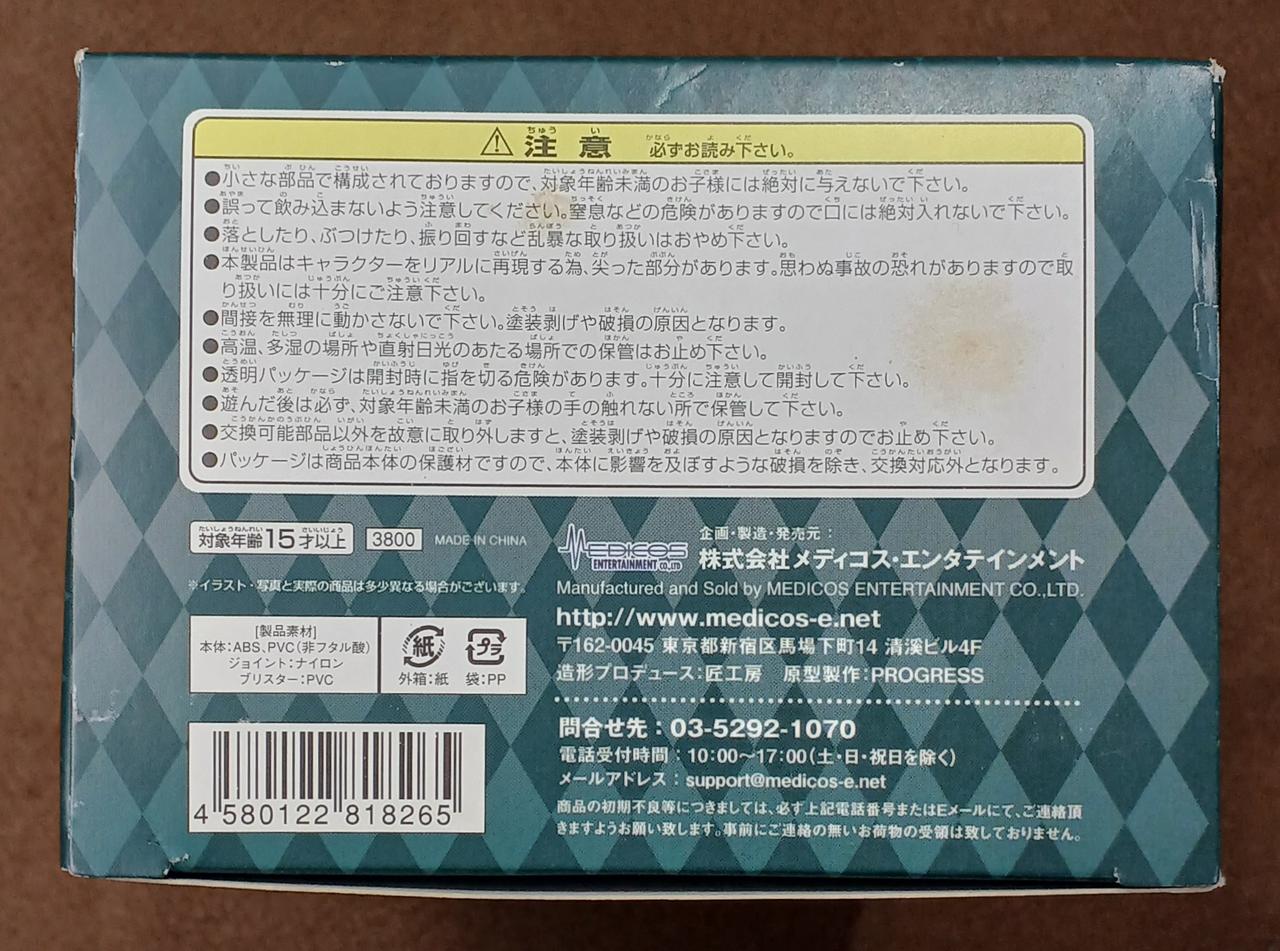 注意 必ずお読み下さい。
●小さな部品で構成されておりますので、対象年齢未満のお子様には絶対に与えないで下さい。
●誤って飲み込まないよう注意してください。窒息などの危険がありますので口には絶対入れないで下さい。
●落としたり、ぶつけたり、振り回すなど乱暴な取り扱いはおやめ下さい。
●本製品はキャラクターをリアルに再現する為、尖った部分があります。思わぬ事故の恐れがありますので取
り扱いには十分にご注意下さい。
●間接を無理に動かさないで下さい。塗装剥げや破損の原因となります。
●高温、多湿の場所や直射日光のあたる場所での保管はお止め下さい。
●透明パッケージは開封時に指を切る危険があります。十分に注意して開封して下さい。
●遊んだ後は必ず、対象年齢未満のお子様の手の触れない所で保管して下さい。
●交換可能部品以外を故意に取り外しますと、塗装剥げや破損の原因となりますのでお止め下さい。
●パッケージは商品本体の保護材ですので、本体に影響を及ぼすような破損を除き、交換対応外となります。
対象年齢15才以上 3800 MADE IN CHINA
※イラスト・写真と実際の商品は多少異なる場合がございます。
[製品素材]
本体:ABS、PVC(非フタル酸)
ジョイント:ナイロン
ブリスター:PVC
紙 プラ
外箱:紙 袋:PP
4 580122 818265
MEDICOS
ENTERTAINMENT CO.,LTD
企画・製造・発売元:
株式会社メディコス・エンタテインメント
Manufactured and Sold by MEDICOS ENTERTAINMENT CO.,LTD.
http://www.medicos-e.net
〒162-0045 東京都新宿区馬場下町14 清溪ビル4F
造形プロデュース:匠工房 原型製作:PROGRESS
問合せ先:03-5292-1070
電話受付時間:10:00〜17:00(土・日・祝日を除く)
メールアドレス:support@medicos-e.net
商品の初期不良等につきましては、必ず上記電話番号またはEメールにて、ご連絡頂
きますようお願い致します。事前にご連絡の無いお荷物の受領は致しておりません。